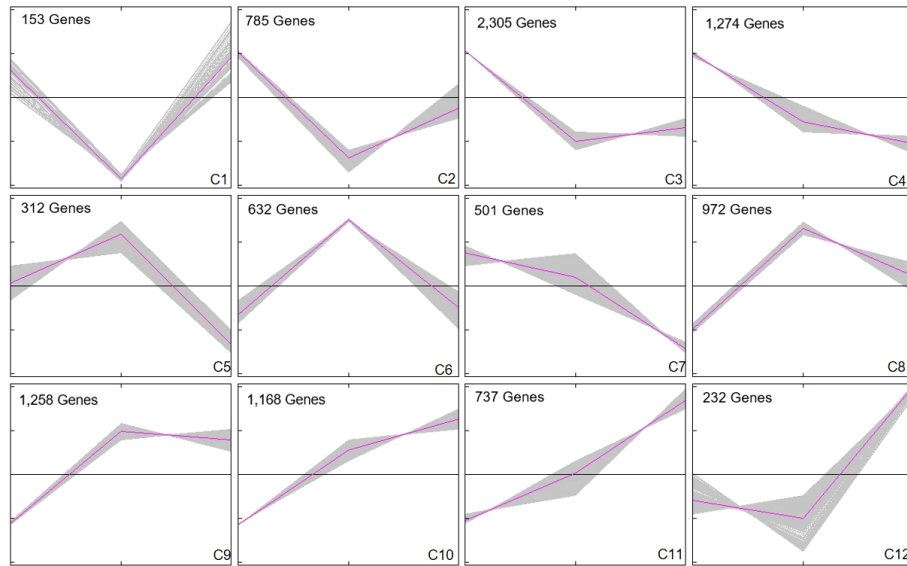 153 Genes
C1
785 Genes
C2
2,305 Genes
C3
1,274 Genes
C4
312 Genes
C5
632 Genes
C6
501 Genes
C7
972 Genes
C8
1,258 Genes
C9
1,168 Genes
C10
737 Genes
C11
232 Genes
C12